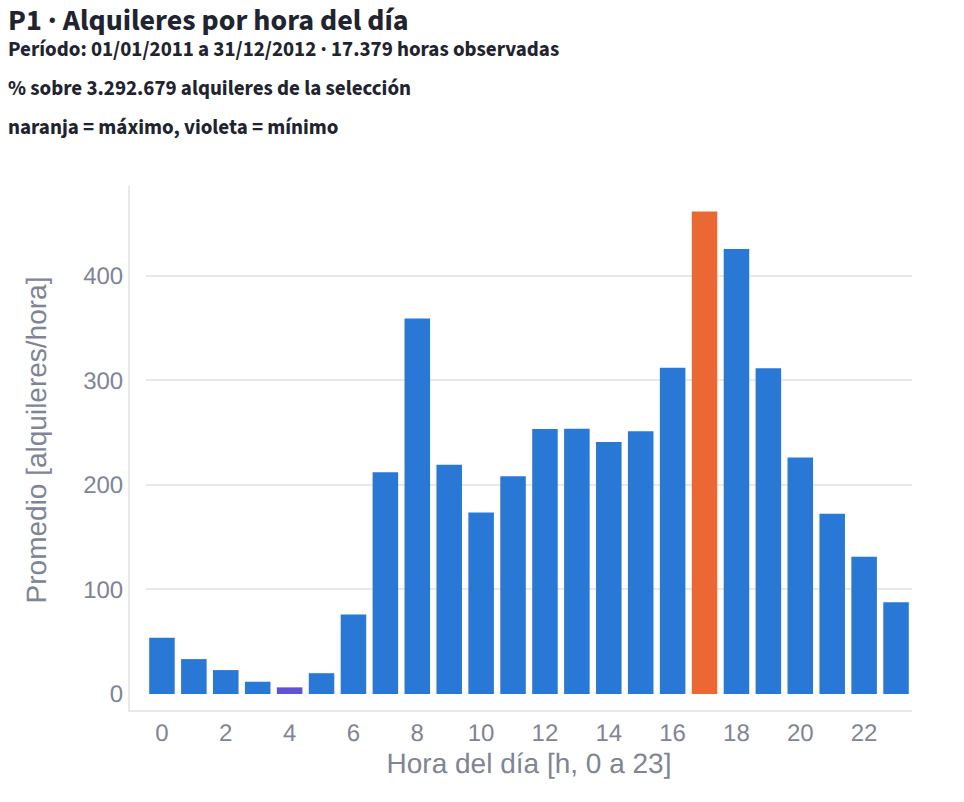 P1 · Alquileres por hora del día
Período: 01/01/2011 a 31/12/2012 · 17.379 horas observadas
% sobre 3.292.679 alquileres de la selección
naranja = máximo, violeta = mínimo
Promedio [alquileres/hora]
400
300
200
100
0
0 2 4 6 8 10 12 14 16 18 20 22
Hora del día [h, 0 a 23]